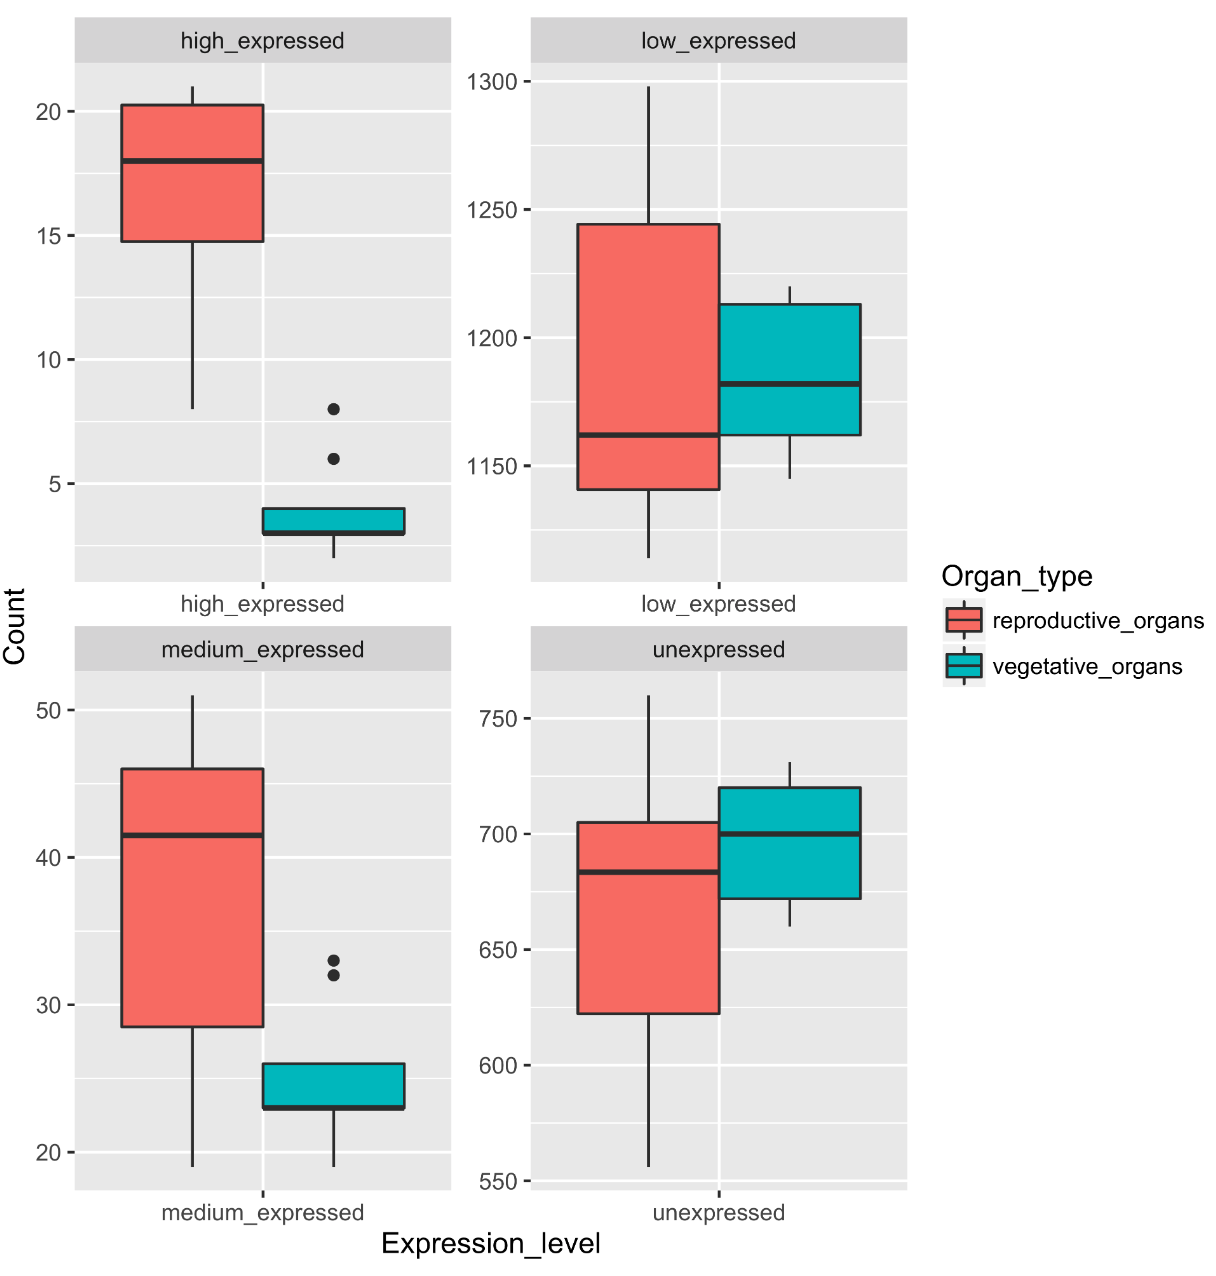 high_expressed
low_expressed
20
15
10
5
1300
1250
1200
1150
high_expressed
low_expressed
Count
medium_expressed
unexpressed
50
40
30
20
750
700
650
600
550
medium_expressed
unexpressed
Expression_level
Organ_type
reproductive_organs
vegetative_organs